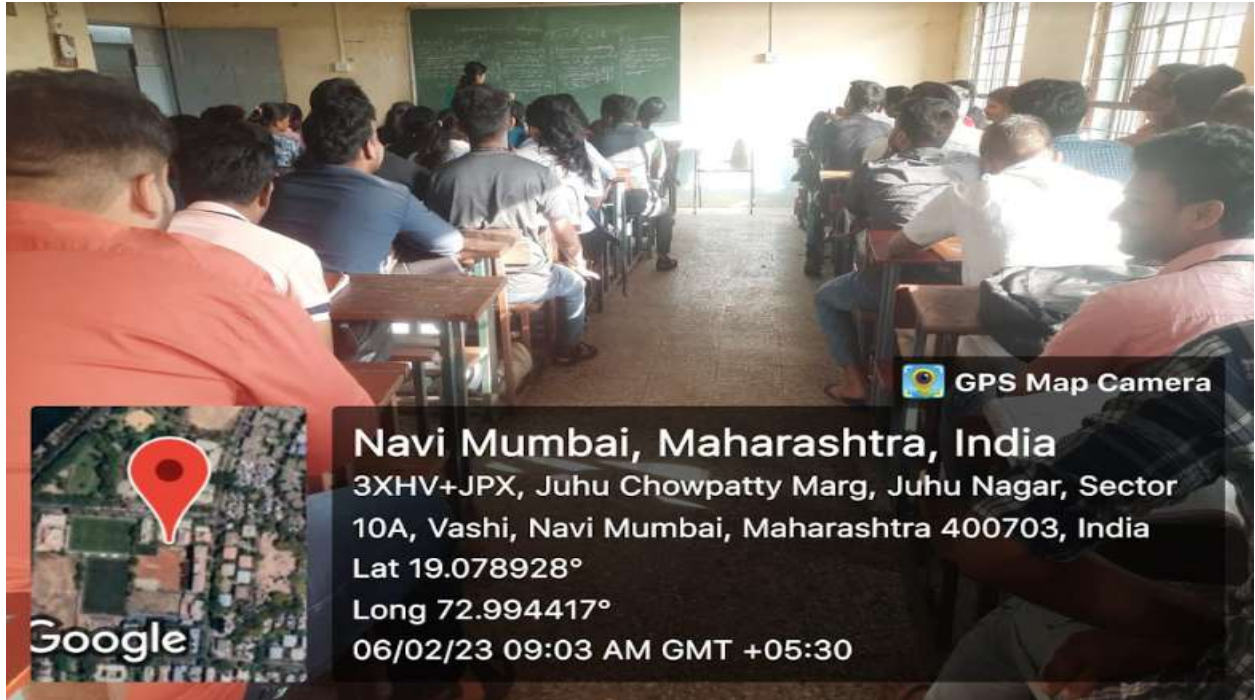 GPS Map Camera
Navi Mumbai, Maharashtra, India
3XHV+JPX, Juhu Chowpatty Marg, Juhu Nagar, Sector
10A, Vashi, Navi Mumbai, Maharashtra 400703, India
Lat 19.078928°
Long 72.994417°
06/02/23 09:03 AM GMT +05:30
Google